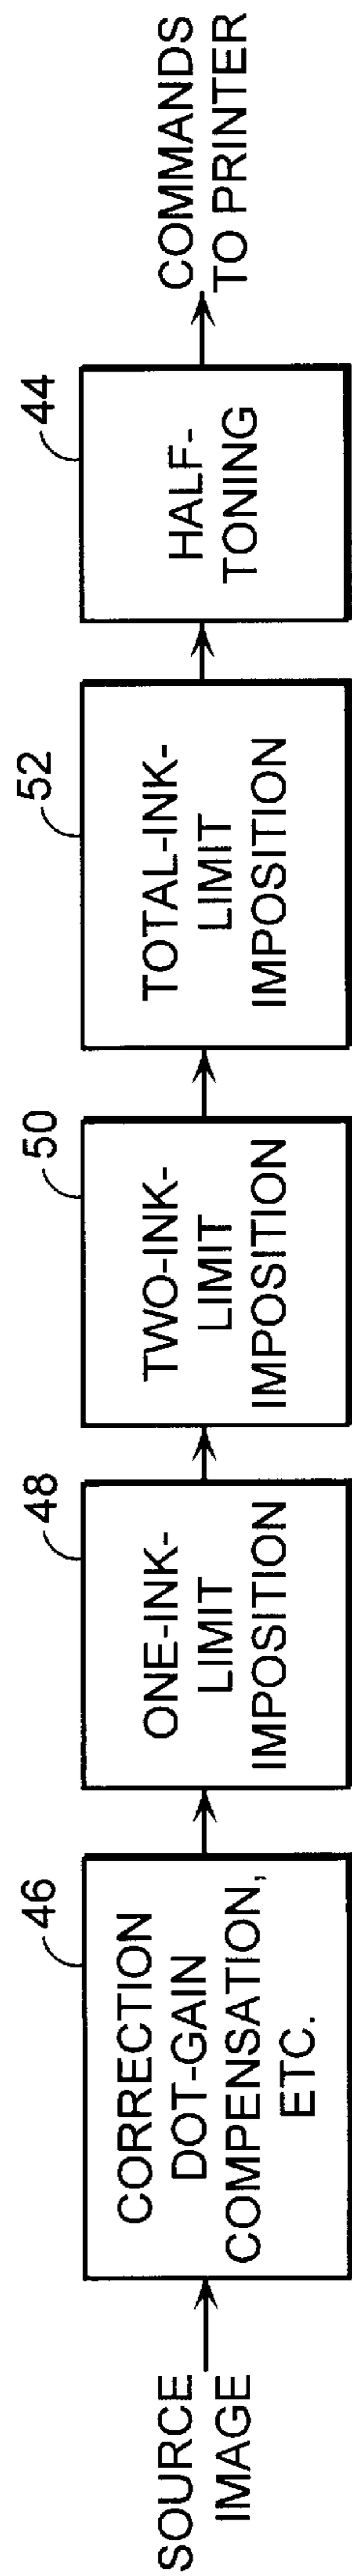 SOURCE
IMAGE
46
CORRECTION
DOT-GAIN
COMPENSATION,
ETC.
48
ONE-INK-
LIMIT
IMPOSITION
50
TWO-INK-
LIMIT
IMPOSITION
52
TOTAL-INK-
LIMIT
IMPOSITION
44
HALF-
TONING
COMMANDS
TO PRINTER